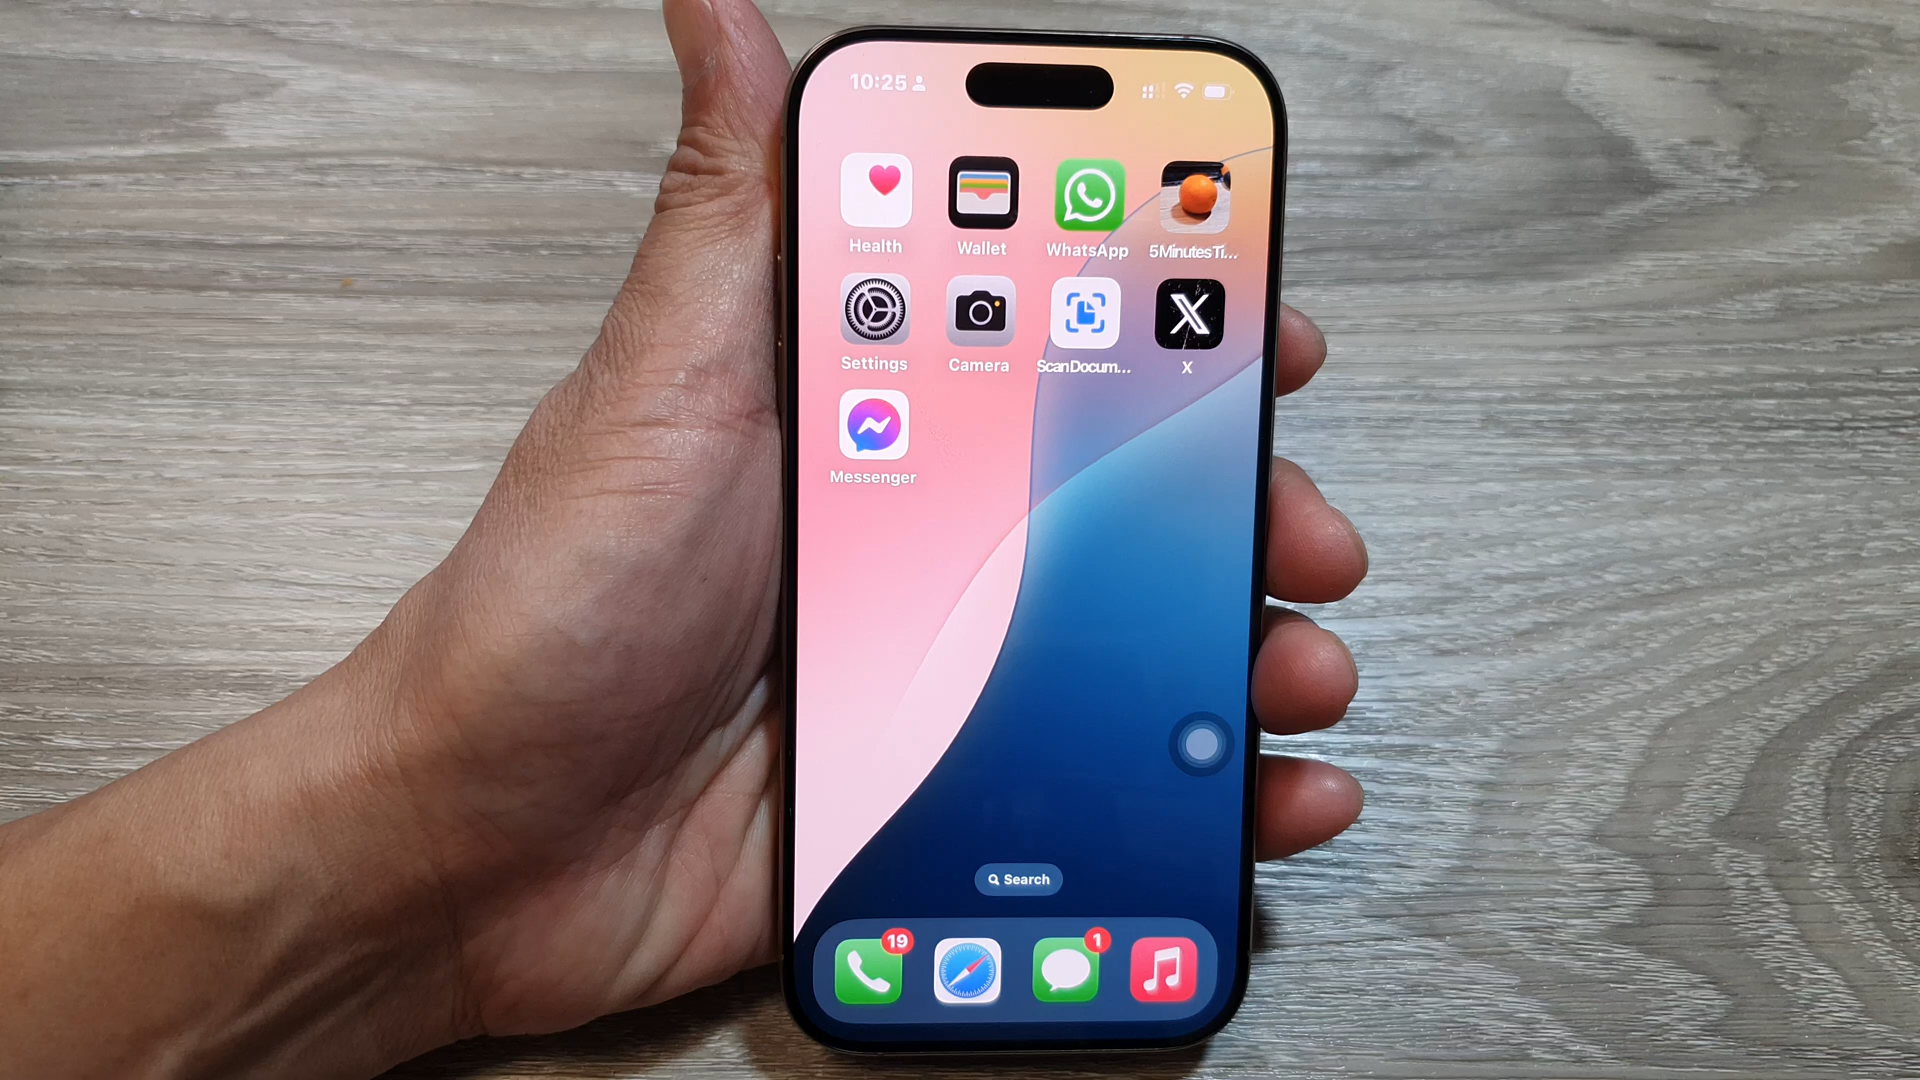 10:25
Health Wallet WhatsApp 5MinutesTi...
Settings Camera ScanDocum... X
Messenger
Search
19 1